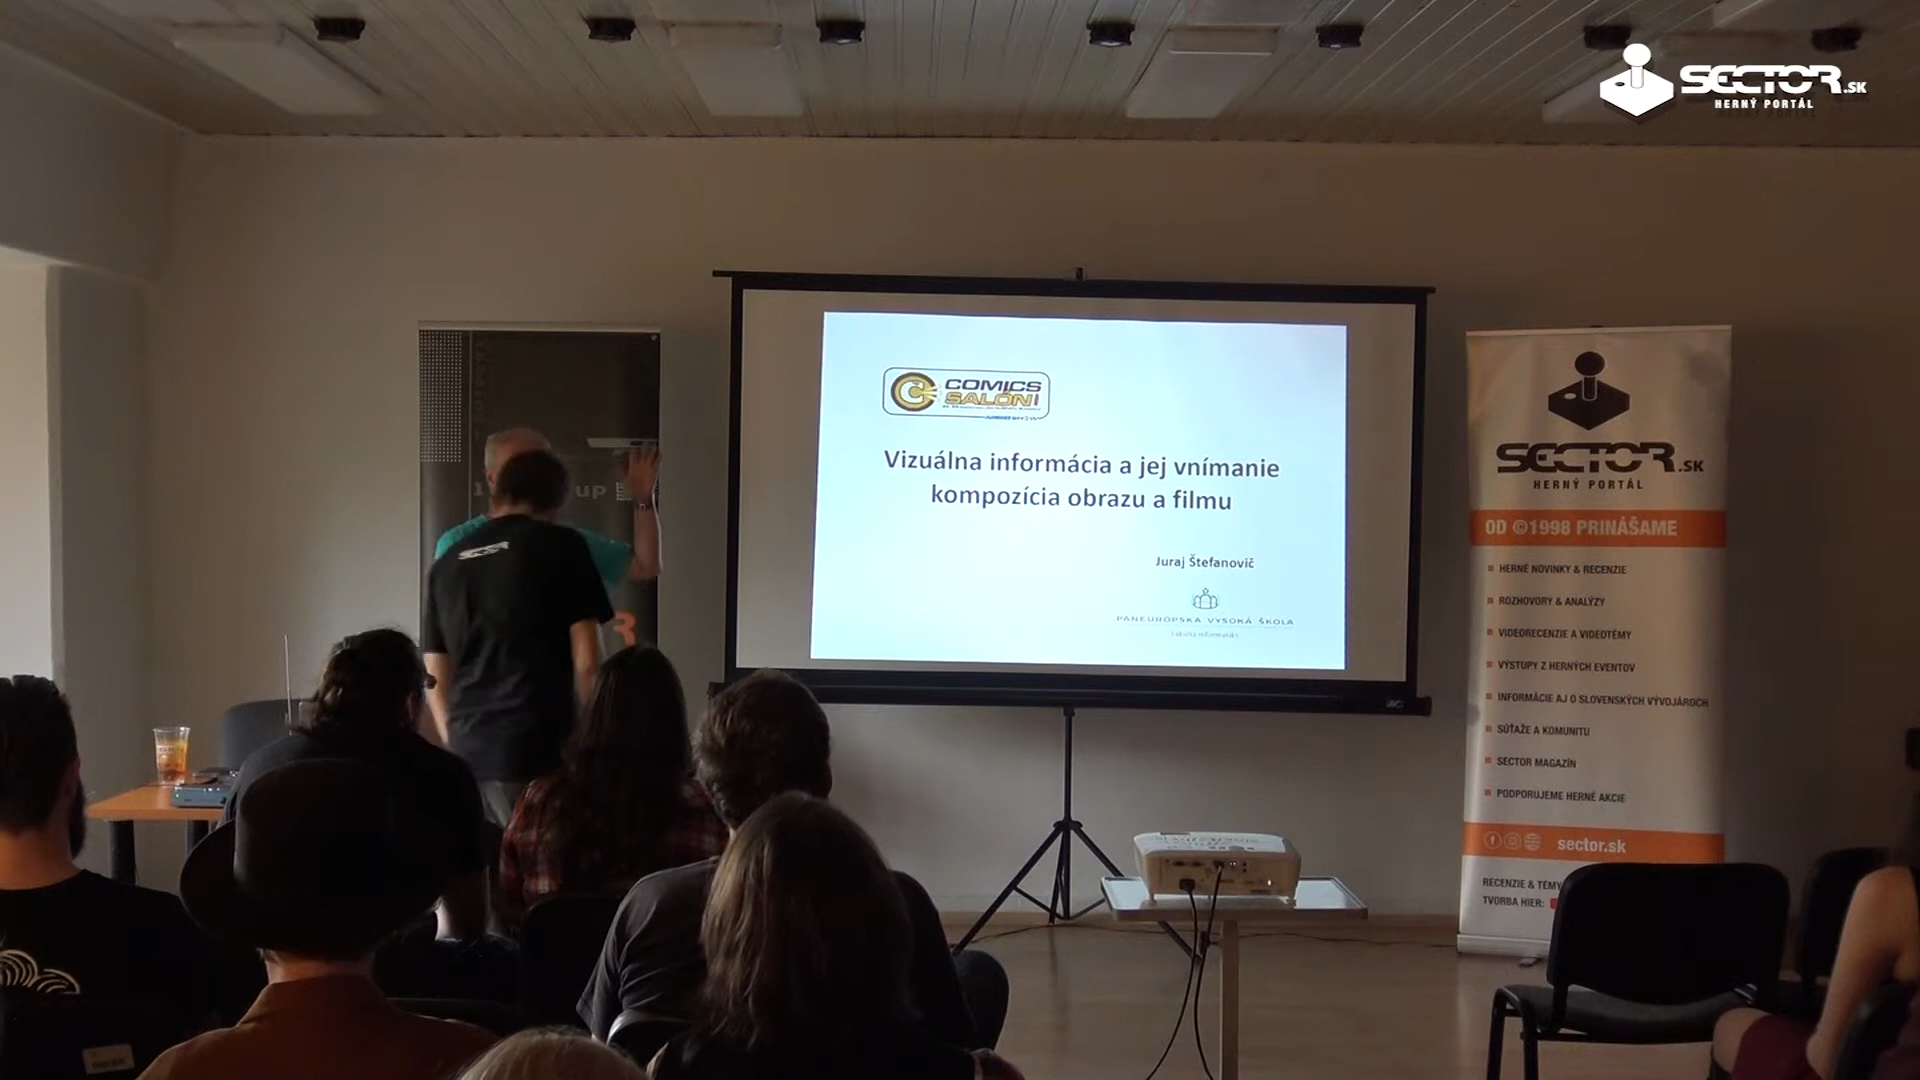 SECTOR.SK
HERNÝ PORTÁL
COMICS
SALÓN
Vizuálna informácia a jej vnímanie
kompozícia obrazu a filmu
Juraj Štefanovič
PANEURÓPSKA VYSOKÁ ŠKOLA
up
SECTOR.SK
HERNÝ PORTÁL
OD ©1998 PRINÁŠAME
HERNÉ NOVINKY & RECENZIE
ROZHOVORY & ANALÝZY
VIDEORECENZIE A VIDEOTÉMY
VÝSTUPY Z HERNÝCH EVENTOV
INFORMÁCIE AJ O SLOVENSKÝCH VÝVOJÁROCH
SÚŤAŽE A KOMUNITU
SECTOR MAGAZÍN
PODPORUJEME HERNÉ AKCIE
sector.sk
RECENZIE & TÉMY
TVORBA HIER: